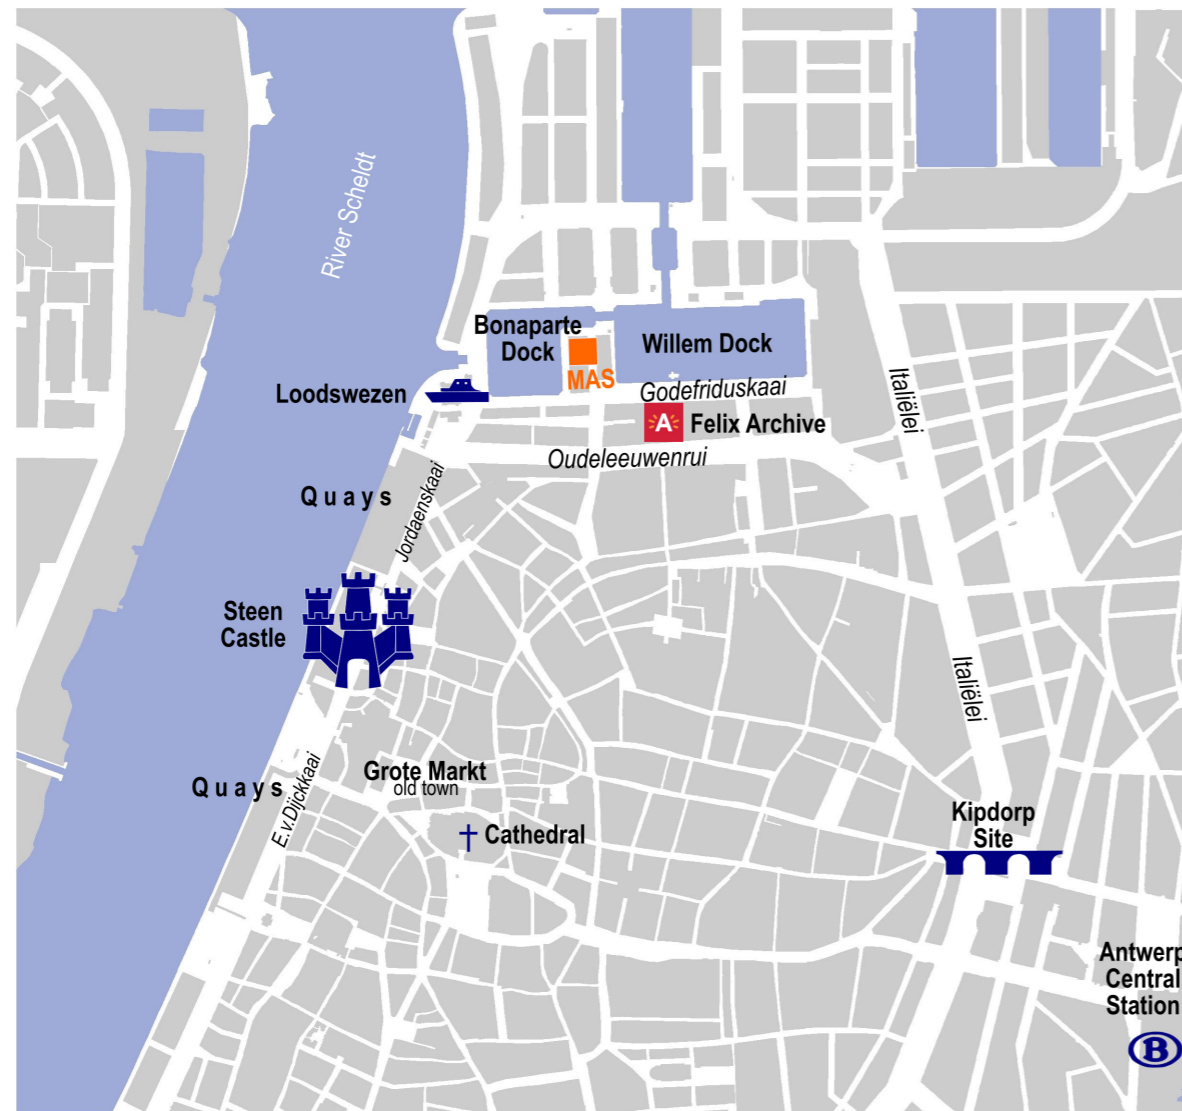 River Scheldt
Bonaparte
Dock
Willem Dock
MAS
Loodswezen
Godefriduskaai
Italiëlei
A
Felix Archive
Oudeleeuwenrui
Quays
Jordaenskaai
Steen
Castle
Italiëlei
Grote Markt
old town
Quays
E.v.Dijckkaai
Cathedral
Kipdorp
Site
Antwerp
Central
Station
B